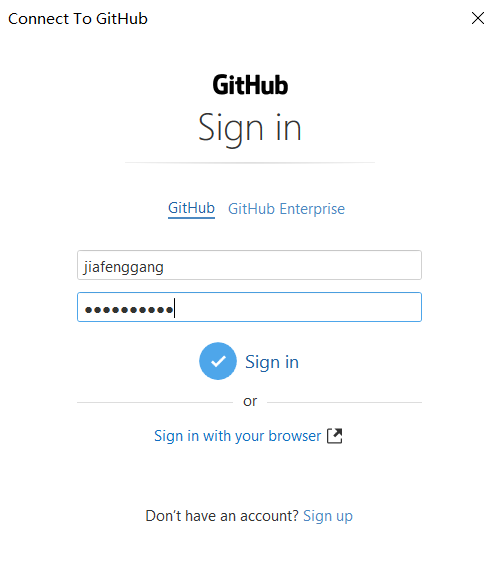 Connect To GitHub
GitHub
Sign in
GitHub GitHub Enterprise
jiafenggang
●●●●●●●●●●
Sign in
or
Sign in with your browser
Don't have an account? Sign up